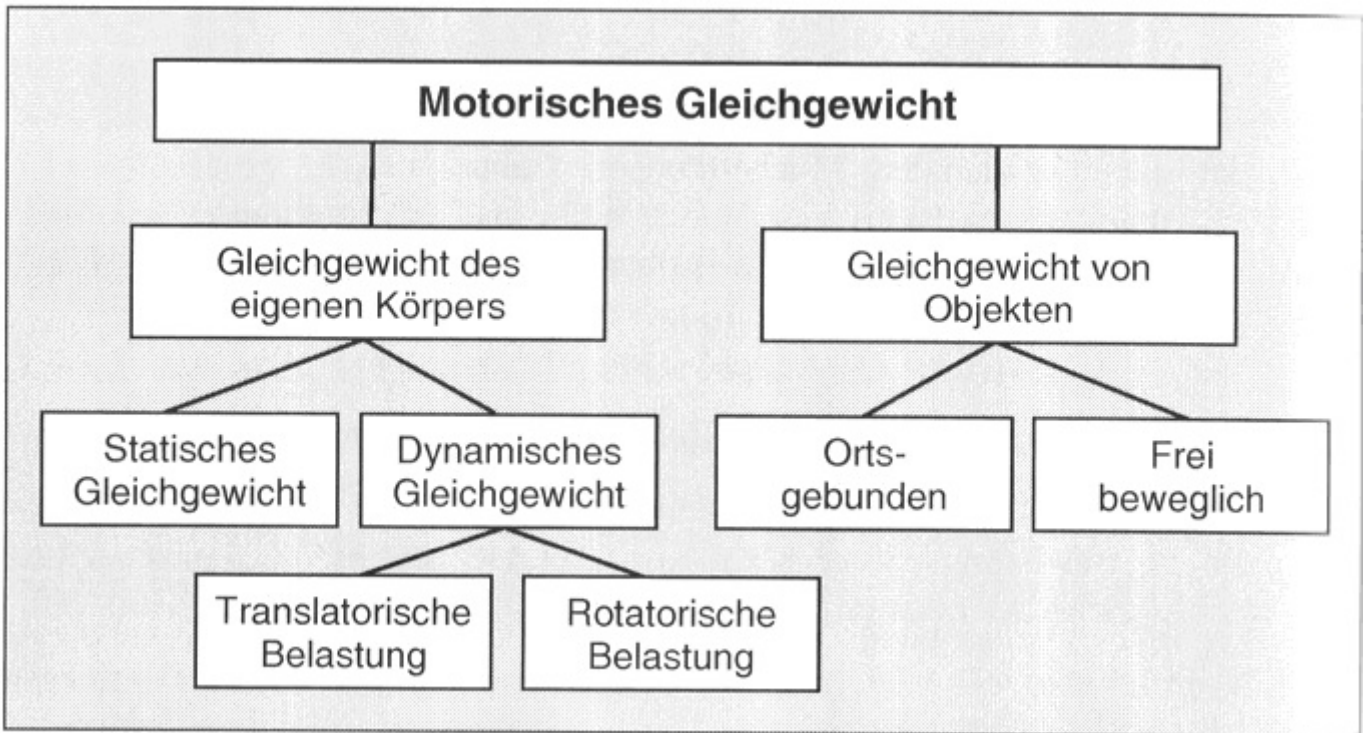 Motorisches Gleichgewicht
Gleichgewicht des
eigenen Körpers
Gleichgewicht von
Objekten
Statisches
Gleichgewicht
Dynamisches
Gleichgewicht
Orts-
gebunden
Frei
beweglich
Translatorische
Belastung
Rotatorische
Belastung